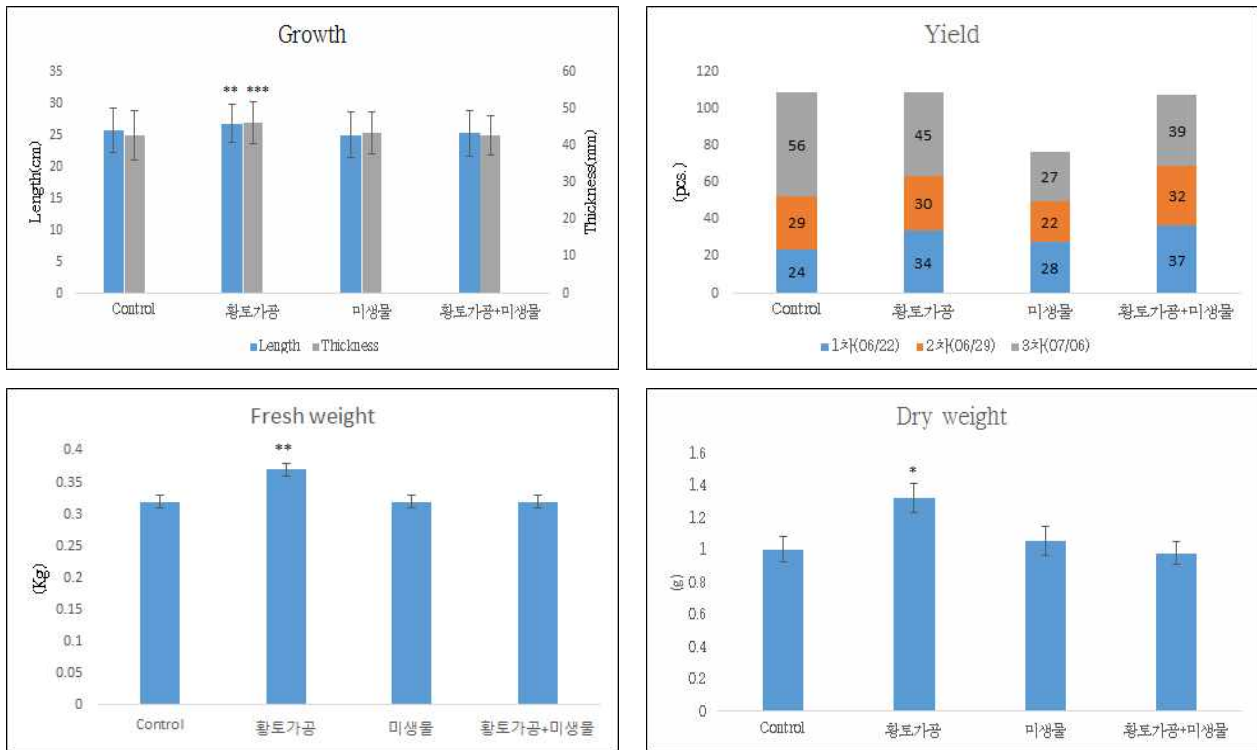 Growth
Length(cm)
35
30
25
20
15
10
5
0
** ***
Thickness(mm)
60
50
40
30
20
10
0
Control 황토가공 미생물 황토가공+미생물
Length Thickness
Yield
(pcs.)
120
100
80
60
40
20
0
56 45 27 39
29 30 22 32
24 34 28 37
Control 황토가공 미생물 황토가공+미생물
1차(06/22) 2차(06/29) 3차(07/06)
Fresh weight
(Kg)
0.4
0.35
0.3
0.25
0.2
0.15
0.1
0.05
0
**
Control 황토가공 미생물 황토가공+미생물
Dry weight
(g)
1.6
1.4
1.2
1
0.8
0.6
0.4
0.2
0
*
Control 황토가공 미생물 황토가공+미생물